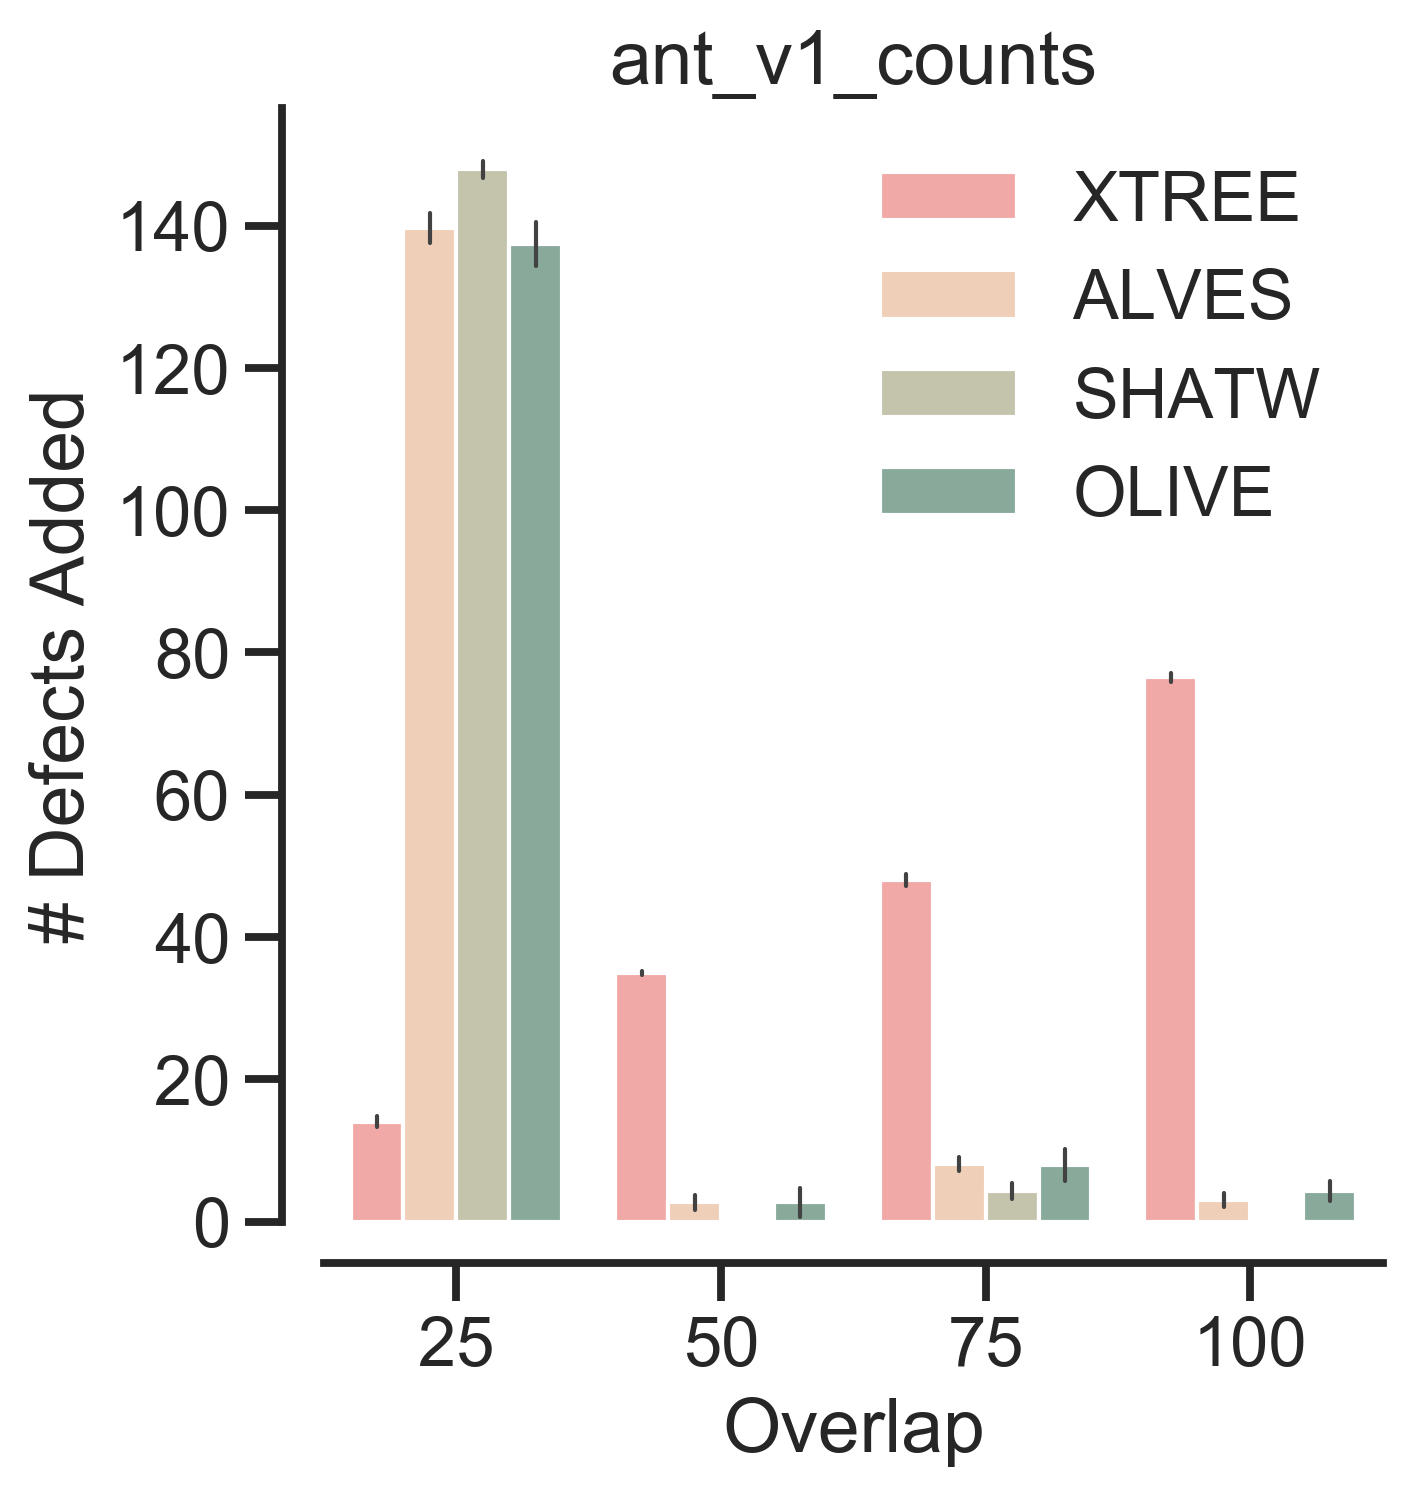 ant_v1_counts
XTREE
ALVES
SHATW
OLIVE
# Defects Added
140
120
100
80
60
40
20
0
25 50 75 100
Overlap